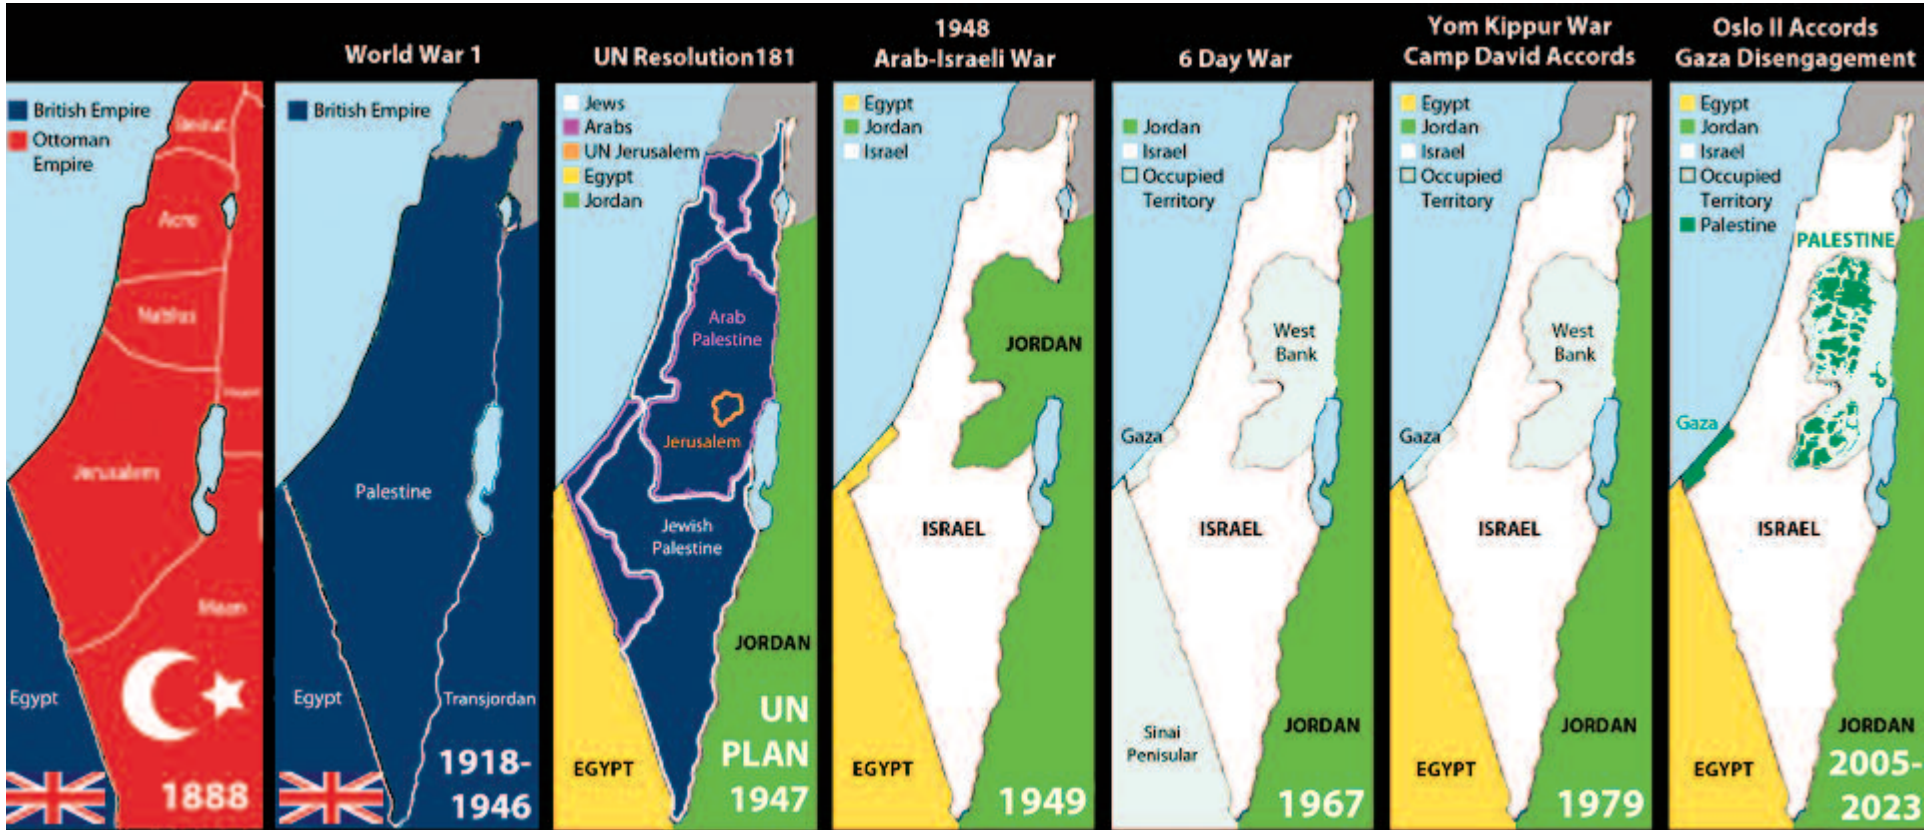 British Empire
Ottoman
Empire
Beirut
Acre
Nablus
Jerusalem
Maan
Egypt
1888
World War 1
British Empire
Palestine
Egypt
Transjordan
1918-
1946
UN Resolution181
Jews
Arabs
UN Jerusalem
Egypt
Jordan
Arab
Palestine
Jerusalem
Jewish
Palestine
JORDAN
UN
PLAN
EGYPT
1947
1948
Arab-Israeli War
Egypt
Jordan
Israel
JORDAN
ISRAEL
EGYPT
1949
6 Day War
Jordan
Israel
Occupied
Territory
West
Bank
Gaza
ISRAEL
Sinai
Penisular
JORDAN
1967
Yom Kippur War
Camp David Accords
Egypt
Jordan
Israel
Occupied
Territory
West
Bank
Gaza
ISRAEL
JORDAN
EGYPT
1979
Oslo II Accords
Gaza Disengagement
Egypt
Jordan
Israel
Occupied
Territory
Palestine
PALESTINE
Gaza
ISRAEL
JORDAN
EGYPT
2005-
2023